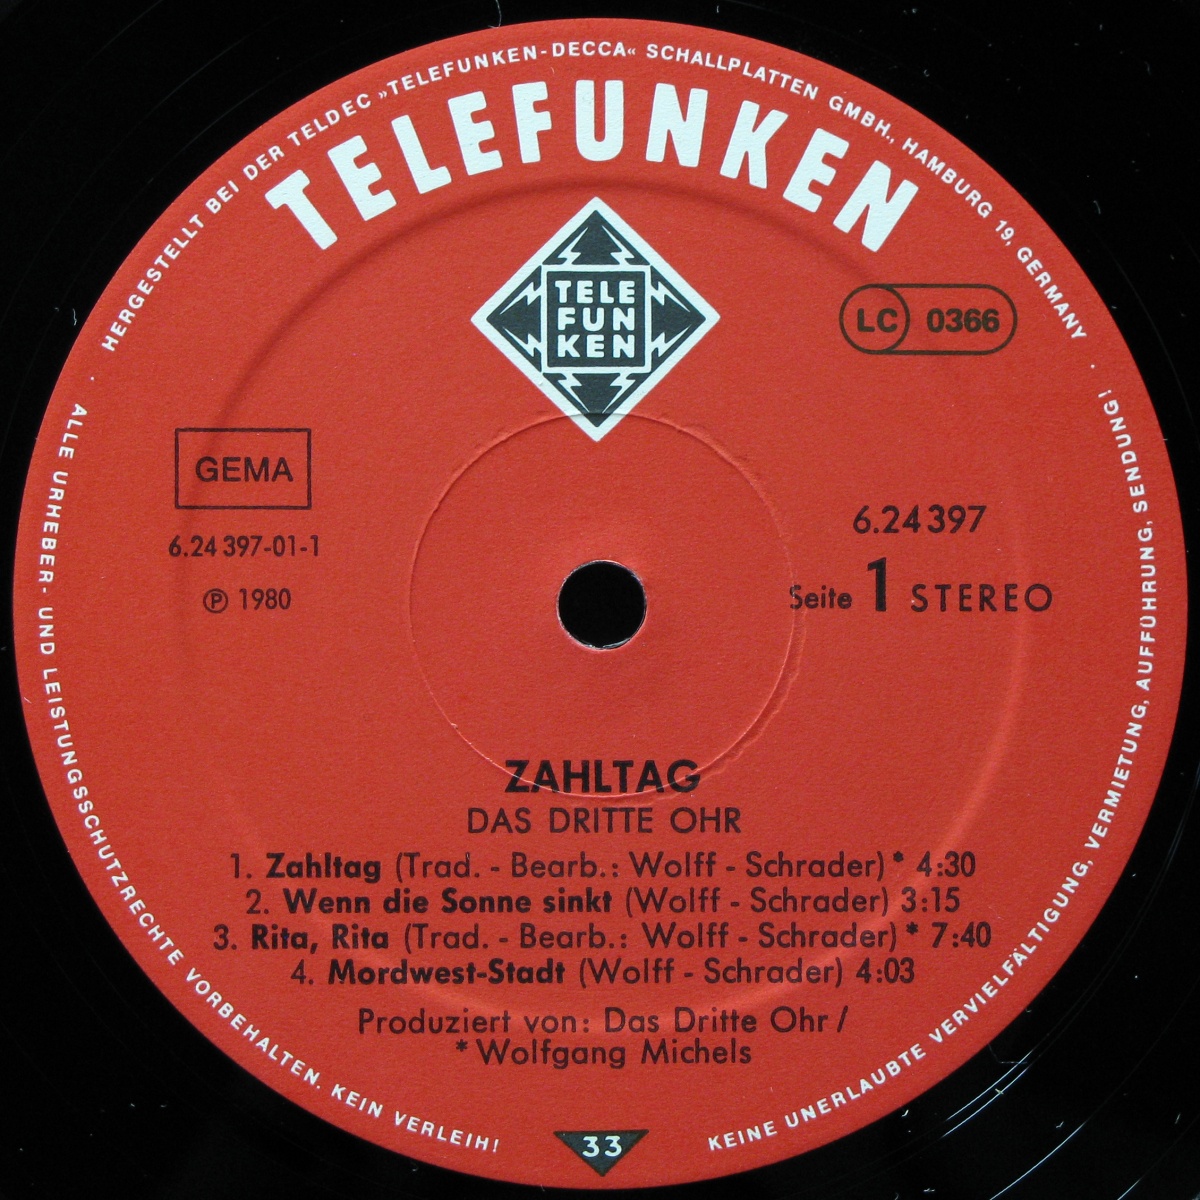 HERGESTELLT BEI DER TELDEC »TELEFUNKEN-DECCA« SCHALLPLATTEN GMBH., HAMBURG 19, GERMANY ·
TELEFUNKEN
TELE
FUN
KEN
LC 0366
GEMA
6.24397-01-1
℗ 1980
6.24397
Seite 1 STEREO
ZAHLTAG
DAS DRITTE OHR
1. Zahltag (Trad. - Bearb.: Wolff - Schrader)* 4:30
2. Wenn die Sonne sinkt (Wolff - Schrader) 3:15
3. Rita, Rita (Trad. - Bearb.: Wolff - Schrader)* 7:40
4. Mordwest-Stadt (Wolff - Schrader) 4:03
Produziert von: Das Dritte Ohr /
*Wolfgang Michels
33
ALLE URHEBER- UND LEISTUNGSSCHUTZRECHTE VORBEHALTEN. KEIN VERLEIH!
KEINE UNERLAUBTE VERVIELFÄLTIGUNG, VERMIETUNG, AUFFÜHRUNG, SENDUNG! ·